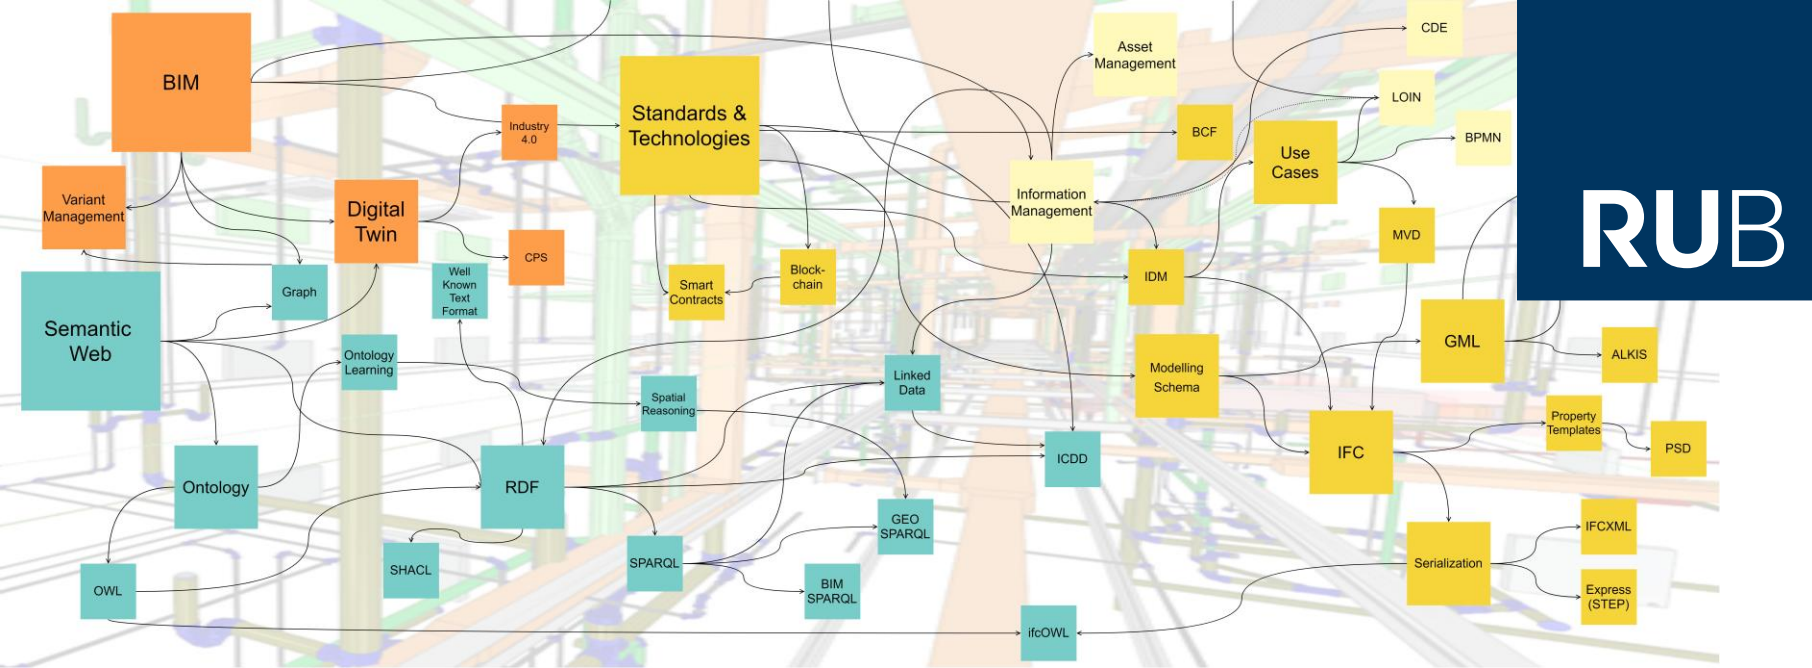 BIM
Variant
Management
Digital
Twin
Industry
4.0
CPS
Semantic
Web
Graph
Well
Known
Text
Format
Ontology
Learning
Ontology
OWL
RDF
SHACL
Spatial
Reasoning
SPARQL
BIM
SPARQL
GEO
SPARQL
Linked
Data
ICDD
ifcOWL
Standards &
Technologies
Smart
Contracts
Block-
chain
Asset
Management
Information
Management
BCF
CDE
LOIN
BPMN
Use
Cases
MVD
IDM
Modelling
Schema
GML
ALKIS
IFC
Property
Templates
PSD
Serialization
IFCXML
Express
(STEP)
RUB